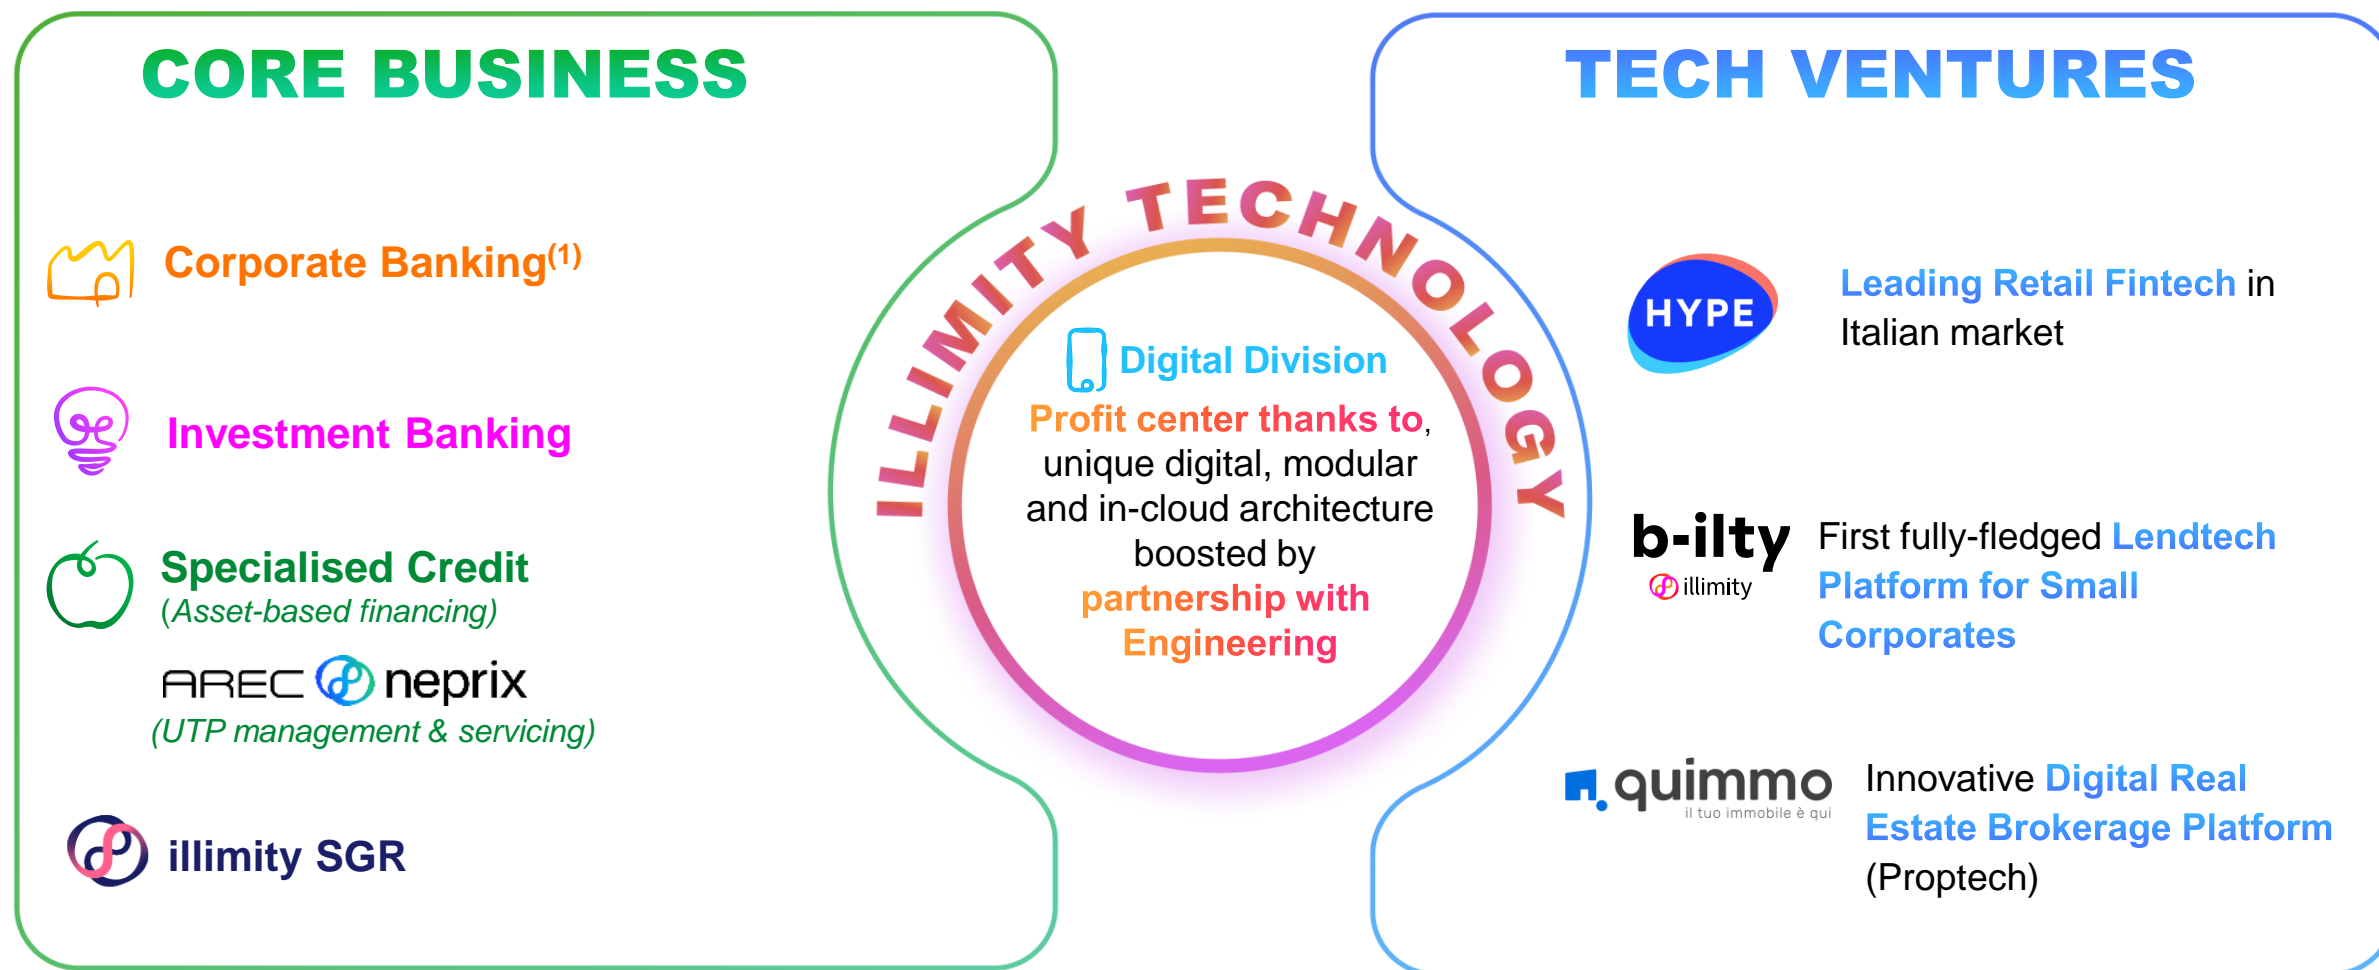 CORE BUSINESS
Corporate Banking(1)
Investment Banking
Specialised Credit
(Asset-based financing)
AREC neprix
(UTP management & servicing)
illimity SGR
ILLIMITY TECHNOLOGY
Digital Division
Profit center thanks to,
unique digital, modular
and in-cloud architecture
boosted by
partnership with
Engineering
TECH VENTURES
HYPE
Leading Retail Fintech in
Italian market
b-ilty
illimity
First fully-fledged Lendtech
Platform for Small
Corporates
quimmo
il tuo immobile è qui
Innovative Digital Real
Estate Brokerage Platform
(Proptech)